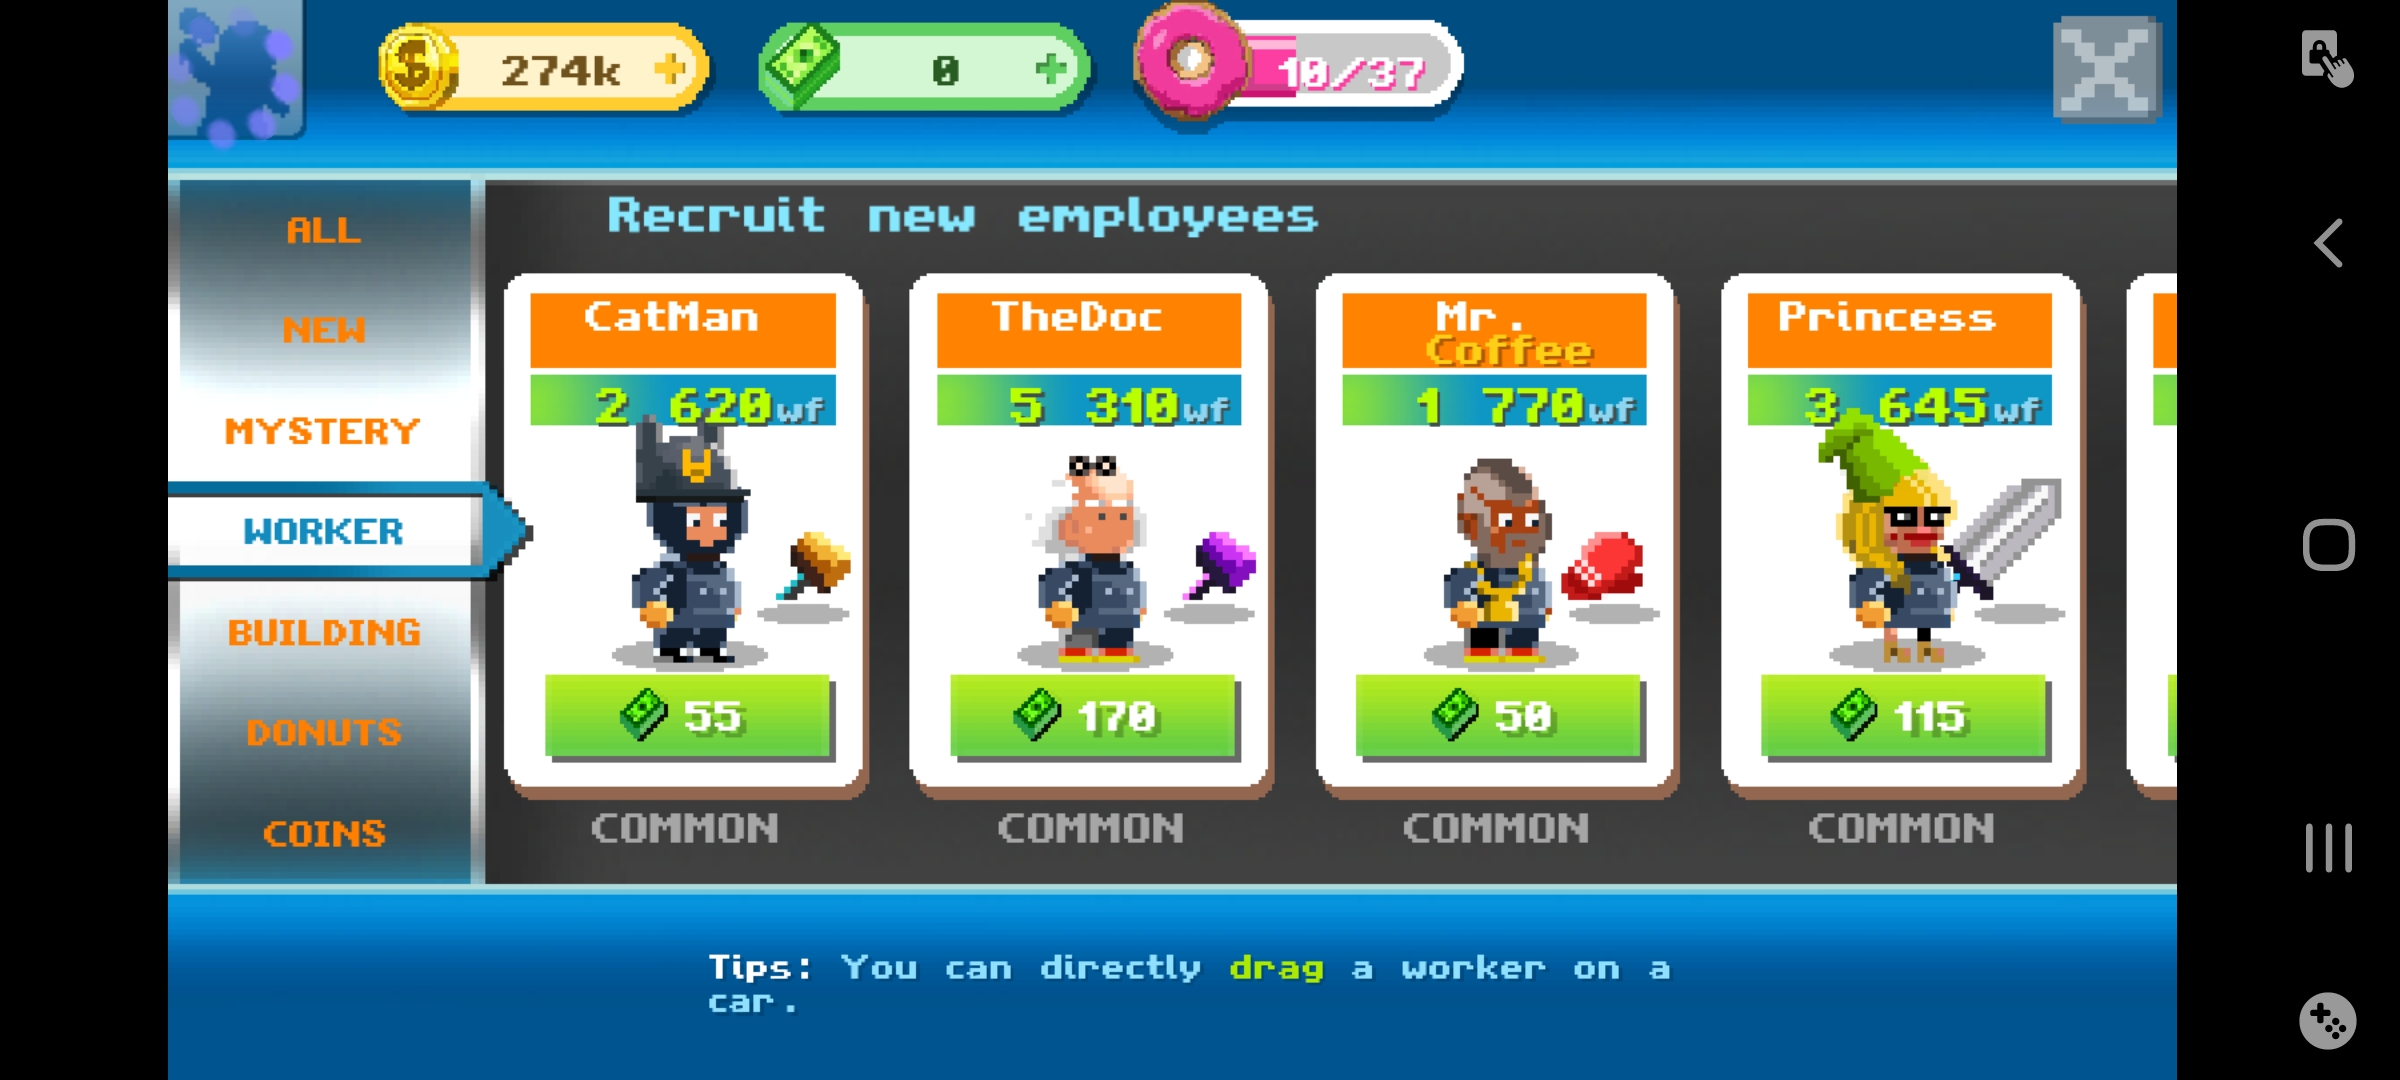 274k
0
10/37
ALL
NEW
MYSTERY
WORKER
BUILDING
DONUTS
COINS
Recruit new employees
CatMan
2 620wf
55
COMMON
TheDoc
5 310wf
170
COMMON
Mr.
Coffee
1 770wf
50
COMMON
Princess
3 645wf
115
COMMON
Tips: You can directly drag a worker on a
car.